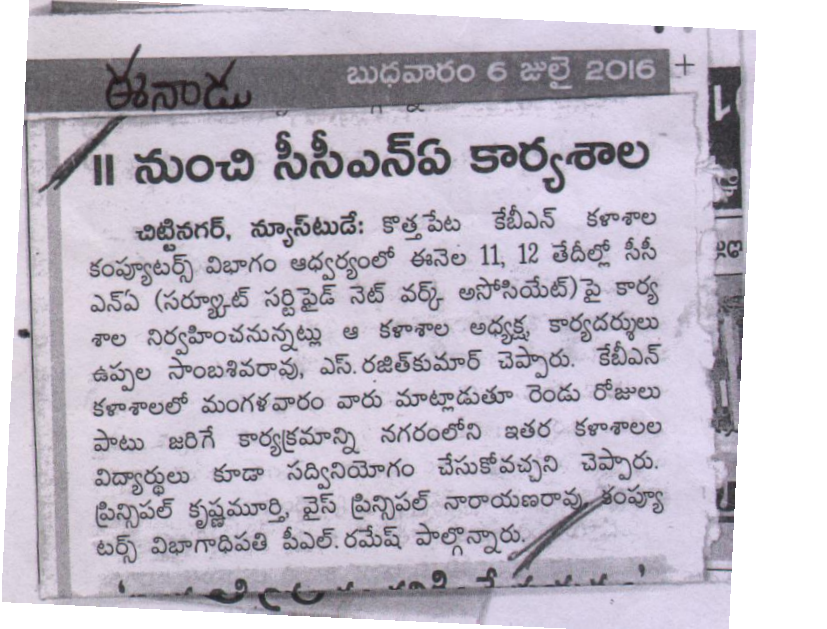 ఈనాడు
బుధవారం 6 జులై 2016
11 నుంచి సీసీఎన్ఏ కార్యశాల
చిట్టినగర్, న్యూస్‌టుడే: కొత్తపేట కేబీఎన్ కళాశాల
కంప్యూటర్స్ విభాగం ఆధ్వర్యంలో ఈనెల 11, 12 తేదీల్లో సీసీ
ఎన్ఏ (సర్క్యూట్ సర్టిఫైడ్ నెట్ వర్క్ అసోసియేట్)పై కార్య
శాల నిర్వహించనున్నట్లు ఆ కళాశాల అధ్యక్ష, కార్యదర్శులు
ఉప్పల సాంబశివరావు, ఎస్.రజిత్‌కుమార్ చెప్పారు. కేబీఎన్
కళాశాలలో మంగళవారం వారు మాట్లాడుతూ రెండు రోజులు
పాటు జరిగే కార్యక్రమాన్ని నగరంలోని ఇతర కళాశాలల
విద్యార్థులు కూడా సద్వినియోగం చేసుకోవచ్చని చెప్పారు.
ప్రిన్సిపల్ కృష్ణమూర్తి, వైస్ ప్రిన్సిపల్ నారాయణరావు, కంప్యూ
టర్స్ విభాగాధిపతి పీఎల్.రమేష్ పాల్గొన్నారు.